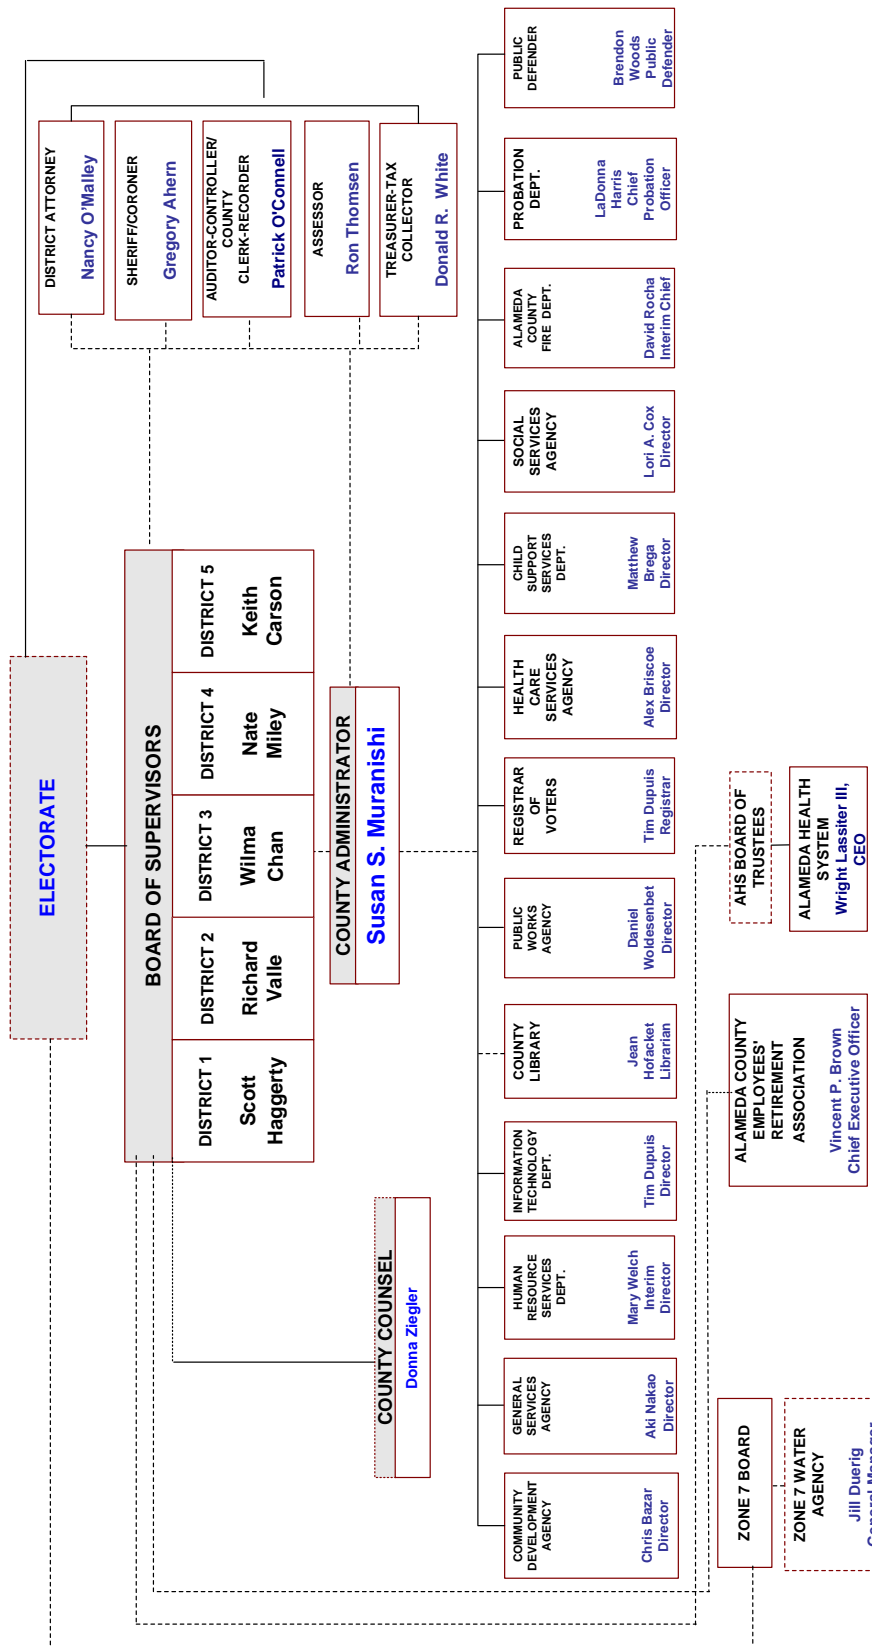 ELECTORATE
BOARD OF SUPERVISORS
DISTRICT 1
Scott
Haggerty
DISTRICT 2
Richard
Valle
DISTRICT 3
Wilma
Chan
DISTRICT 4
Nate
Miley
DISTRICT 5
Keith
Carson
DISTRICT ATTORNEY
Nancy O'Malley
SHERIFF/CORONER
Gregory Ahern
AUDITOR-CONTROLLER/
COUNTY
CLERK-RECORDER
Patrick O'Connell
ASSESSOR
Ron Thomsen
TREASURER-TAX
COLLECTOR
Donald R. White
COUNTY ADMINISTRATOR
Susan S. Muranishi
COUNTY COUNSEL
Donna Ziegler
COMMUNITY
DEVELOPMENT
AGENCY
Chris Bazar
Director
GENERAL
SERVICES
AGENCY
Aki Nakao
Director
HUMAN
RESOURCE
SERVICES
DEPT.
Mary Welch
Interim
Director
INFORMATION
TECHNOLOGY
DEPT.
Tim Dupuis
Director
COUNTY
LIBRARY
Jean
Hofacket
Librarian
PUBLIC
WORKS
AGENCY
Daniel
Woldesenbet
Director
REGISTRAR
OF
VOTERS
Tim Dupuis
Registrar
HEALTH
CARE
SERVICES
AGENCY
Alex Briscoe
Director
CHILD
SUPPORT
SERVICES
DEPT.
Matthew
Brega
Director
SOCIAL
SERVICES
AGENCY
Lori A. Cox
Director
ALAMEDA
COUNTY
FIRE DEPT.
David Rocha
Interim Chief
PROBATION
DEPT.
LaDonna
Harris
Chief
Probation
Officer
PUBLIC
DEFENDER
Brendon
Woods
Public
Defender
ZONE 7 BOARD
ZONE 7 WATER
AGENCY
Jill Duerig
General Manager
ALAMEDA COUNTY
EMPLOYEES'
RETIREMENT
ASSOCIATION
Vincent P. Brown
Chief Executive Officer
AHS BOARD OF
TRUSTEES
ALAMEDA HEALTH
SYSTEM
Wright Lassiter III,
CEO